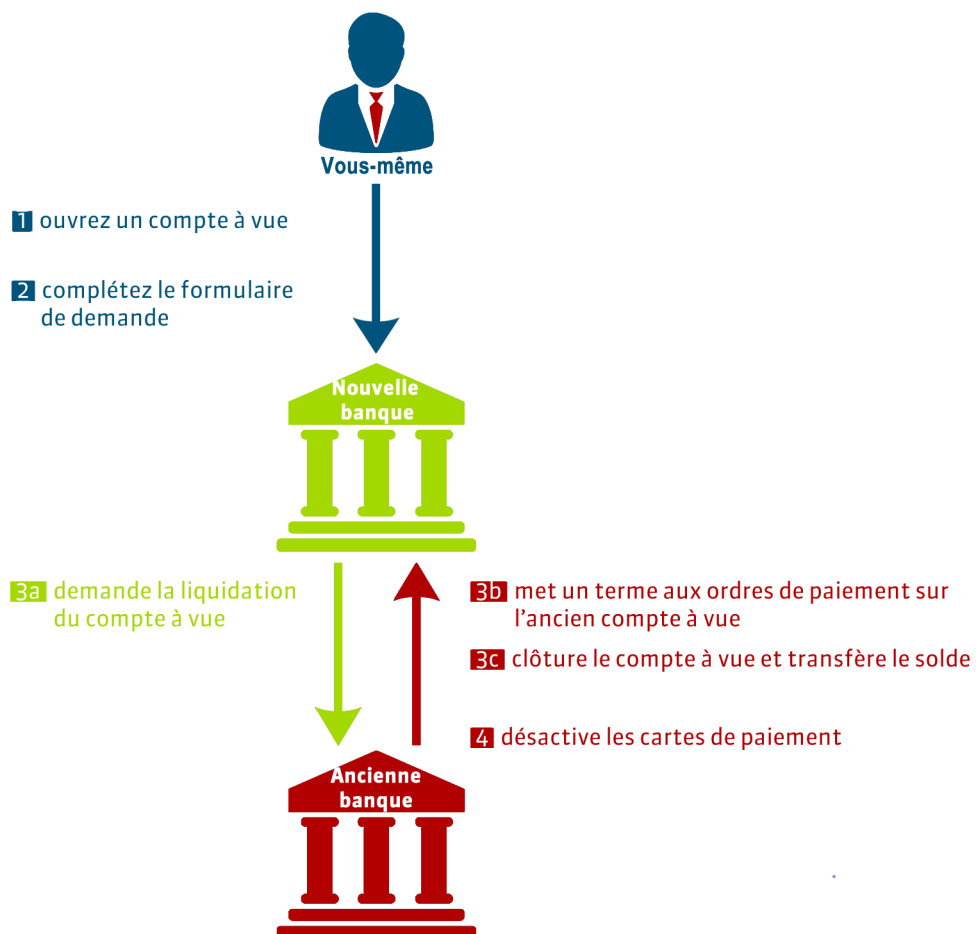 Vous-même
1 ouvrez un compte à vue
2 complétez le formulaire
de demande
Nouvelle
banque
3a demande la liquidation
du compte à vue
3b met un terme aux ordres de paiement sur
l’ancien compte à vue
3c clôture le compte à vue et transfère le solde
4 désactive les cartes de paiement
Ancienne
banque